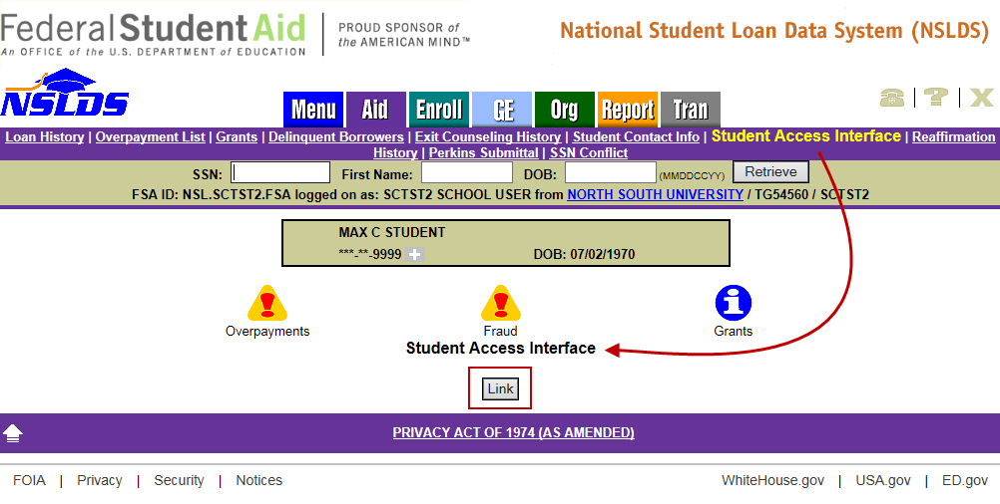 Federal Student Aid
An OFFICE of the U.S. DEPARTMENT of EDUCATION
PROUD SPONSOR of
the AMERICAN MIND™
National Student Loan Data System (NSLDS)
NSLDS
Menu Aid Enroll GE Org Report Tran
Loan History | Overpayment List | Grants | Delinquent Borrowers | Exit Counseling History | Student Contact Info | Student Access Interface | Reaffirmation
History | Perkins Submittal | SSN Conflict
SSN: First Name: DOB: (MMDDCCYY) Retrieve
FSA ID: NSL.SCTST2.FSA logged on as: SCTST2 SCHOOL USER from NORTH SOUTH UNIVERSITY / TG54560 / SCTST2
MAX C STUDENT
***-**-9999 DOB: 07/02/1970
Overpayments Fraud Grants
Student Access Interface
Link
PRIVACY ACT OF 1974 (AS AMENDED)
FOIA | Privacy | Security | Notices WhiteHouse.gov | USA.gov | ED.gov